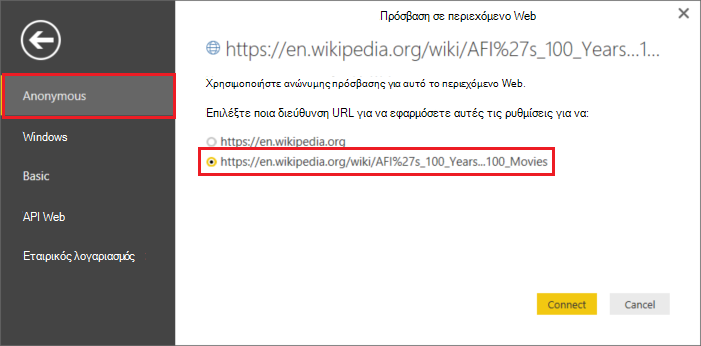 Πρόσβαση σε περιεχόμενο Web
https://en.wikipedia.org/wiki/AFI%27s_100_Years...1...
Χρησιμοποιήστε ανώνυμης πρόσβασης για αυτό το περιεχόμενο Web.
Επιλέξτε ποια διεύθυνση URL για να εφαρμόσετε αυτές τις ρυθμίσεις για να:
https://en.wikipedia.org
https://en.wikipedia.org/wiki/AFI%27s_100_Years...100_Movies
Anonymous
Windows
Basic
API Web
Εταιρικός λογαριασμός
Connect
Cancel